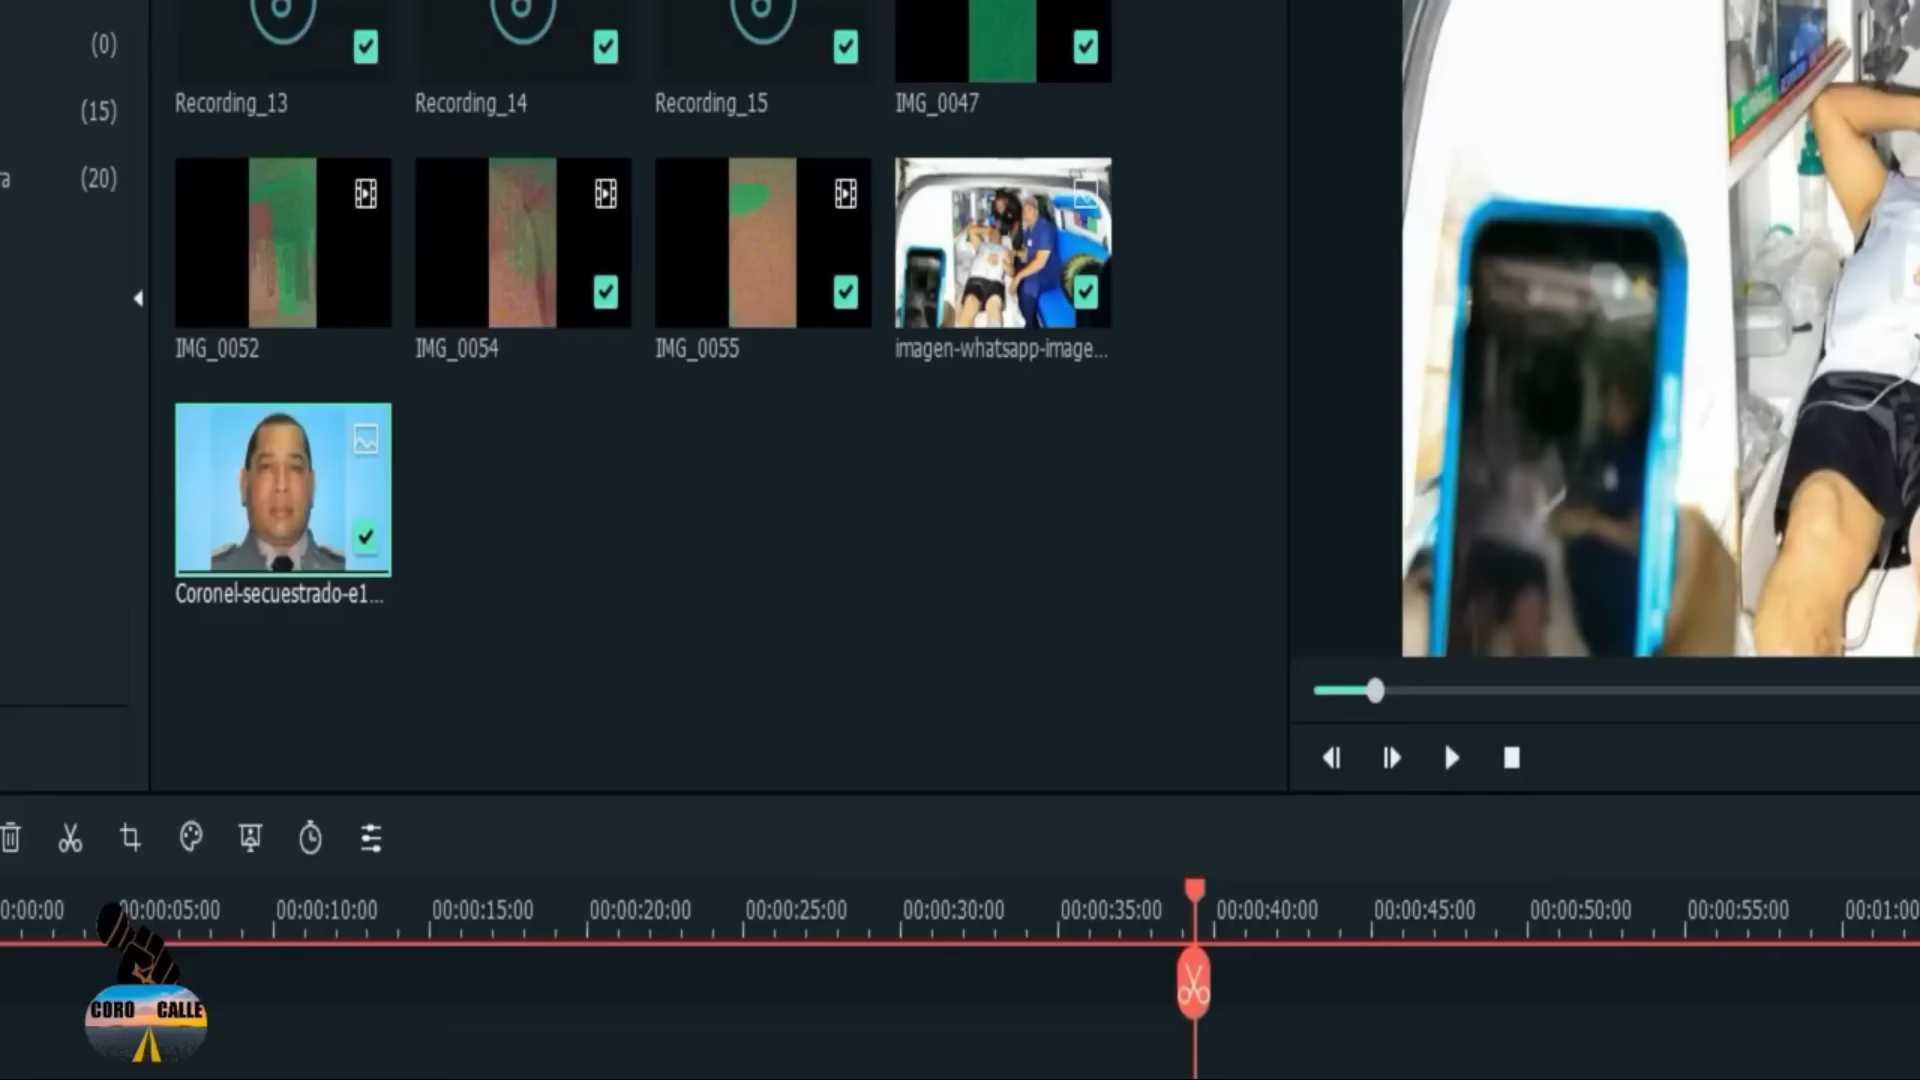 (0)
(15)
a (20)
Recording_13 Recording_14 Recording_15 IMG_0047
IMG_0052 IMG_0054 IMG_0055 imagen-whatsapp-image...
Coronel-secuestrado-e1...
0:00:00 00:00:05:00 00:00:10:00 00:00:15:00 00:00:20:00 00:00:25:00 00:00:30:00 00:00:35:00 00:00:40:00 00:00:45:00 00:00:50:00 00:00:55:00 00:01:00
CORO CALLE